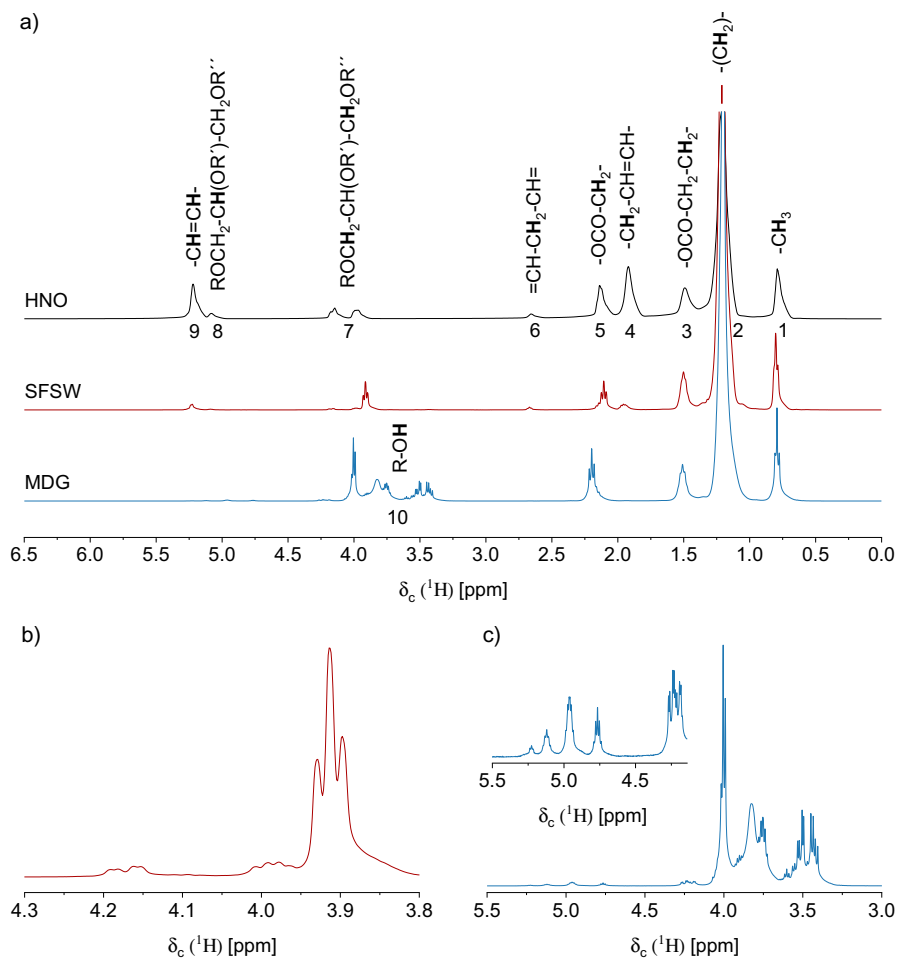 a)
-(CH₂)-
-CH=CH-
ROCH₂-CH(OR´)-CH₂OR´´
ROCH₂-CH(OR´)-CH₂OR´´
=CH-CH₂-CH=
-OCO-CH₂-
-CH₂-CH=CH-
-OCO-CH₂-CH₂-
-CH₃
HNO
9 8 7 6 5 4 3 2 1
SFSW
R-OH
MDG
10
6.5 6.0 5.5 5.0 4.5 4.0 3.5 3.0 2.5 2.0 1.5 1.0 0.5 0.0
δc (¹H) [ppm]
b)
4.3 4.2 4.1 4.0 3.9 3.8
δc (¹H) [ppm]
c)
5.5 5.0 4.5
δc (¹H) [ppm]
5.5 5.0 4.5 4.0 3.5 3.0
δc (¹H) [ppm]